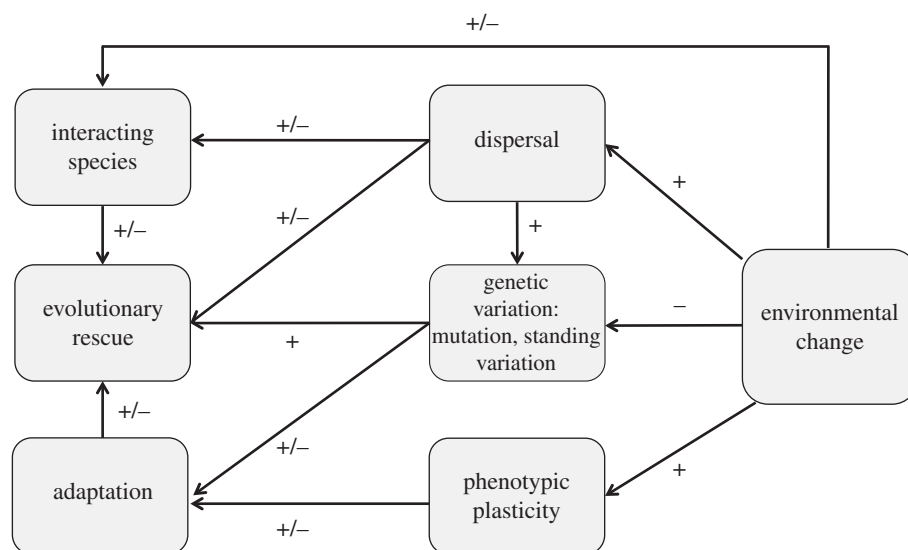 +/–
interacting
species
+/–
dispersal
+
+/–
+/–
+
evolutionary
rescue
+
genetic
variation:
mutation, standing
variation
–
environmental
change
+/–
+/–
+
adaptation
+/–
phenotypic
plasticity